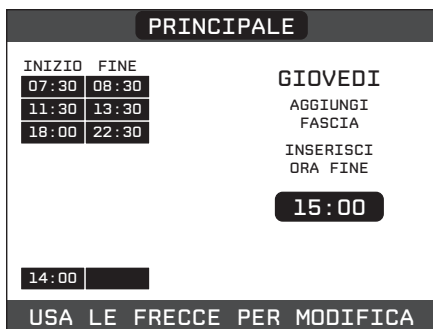 PRINCIPALE
INIZIO FINE
07:30 08:30
11:30 13:30
18:00 22:30
14:00
GIOVEDI
AGGIUNGI
FASCIA
INSERISCI
ORA FINE
15:00
USA LE FRECCE PER MODIFICA